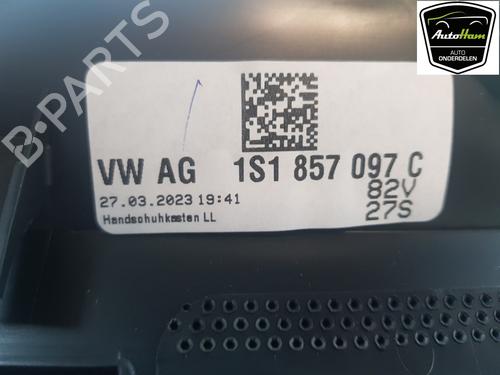 AutoHam
AUTO
ONDERDELEN
B-PARTS
VW AG 1S1 857 097 C
82V
27.03.2023 19:41
27S
Handschuhkasten LL